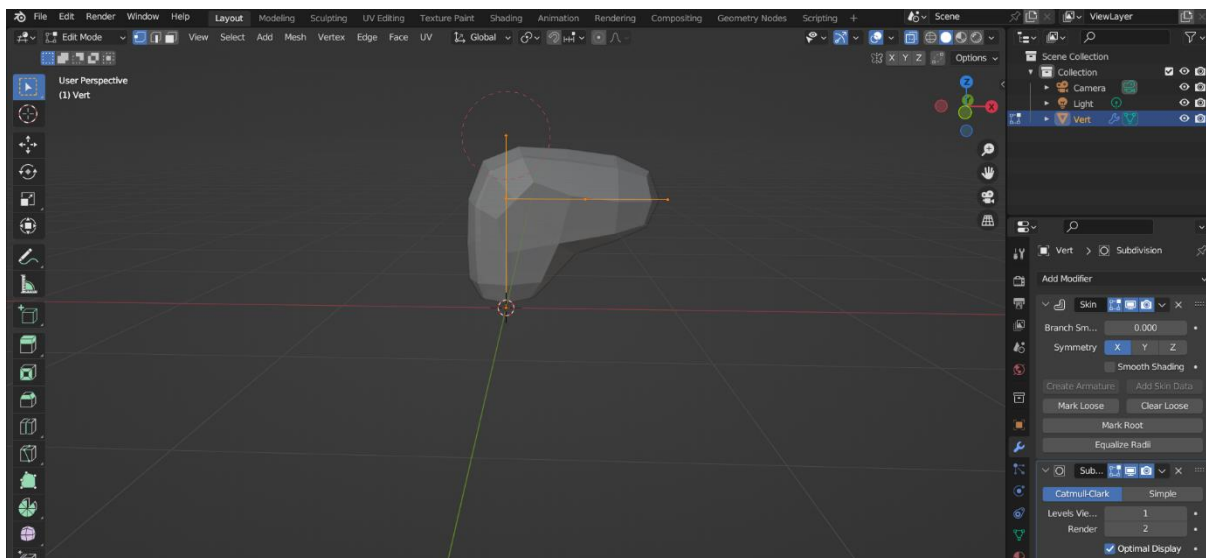 File Edit Render Window Help Layout Modeling Sculpting UV Editing Texture Paint Shading Animation Rendering Compositing Geometry Nodes Scripting + Scene ViewLayer
Edit Mode View Select Add Mesh Vertex Edge Face UV Global
X Y Z Options
User Perspective
(1) Vert
Z
Y
X
Scene Collection
Collection
Camera
Light
Vert
Vert > Subdivision
Add Modifier
Skin
Branch Sm... 0.000
Symmetry X Y Z
Smooth Shading
Create Armature Add Skin Data
Mark Loose Clear Loose
Mark Root
Equalize Radii
Sub...
Catmull-Clark Simple
Levels Vie... 1
Render 2
Optimal Display